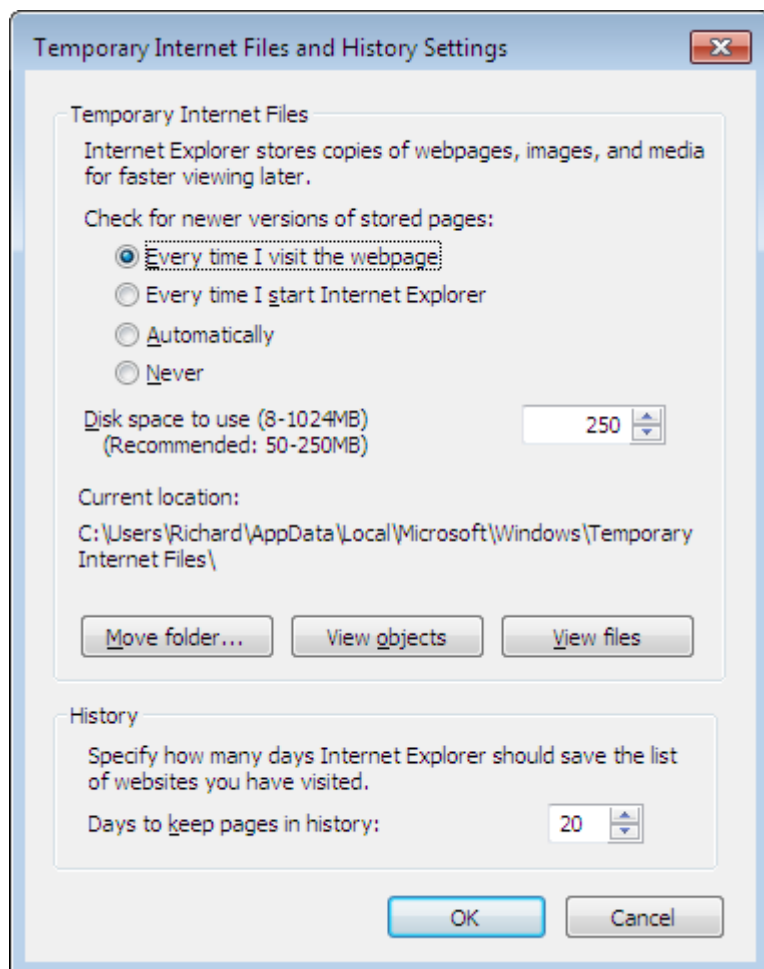 Temporary Internet Files and History Settings
Temporary Internet Files
Internet Explorer stores copies of webpages, images, and media
for faster viewing later.
Check for newer versions of stored pages:
Every time I visit the webpage
Every time I start Internet Explorer
Automatically
Never
Disk space to use (8-1024MB)
(Recommended: 50-250MB)
250
Current location:
C:\Users\Richard\AppData\Local\Microsoft\Windows\Temporary
Internet Files\
Move folder... View objects View files
History
Specify how many days Internet Explorer should save the list
of websites you have visited.
Days to keep pages in history: 20
OK Cancel